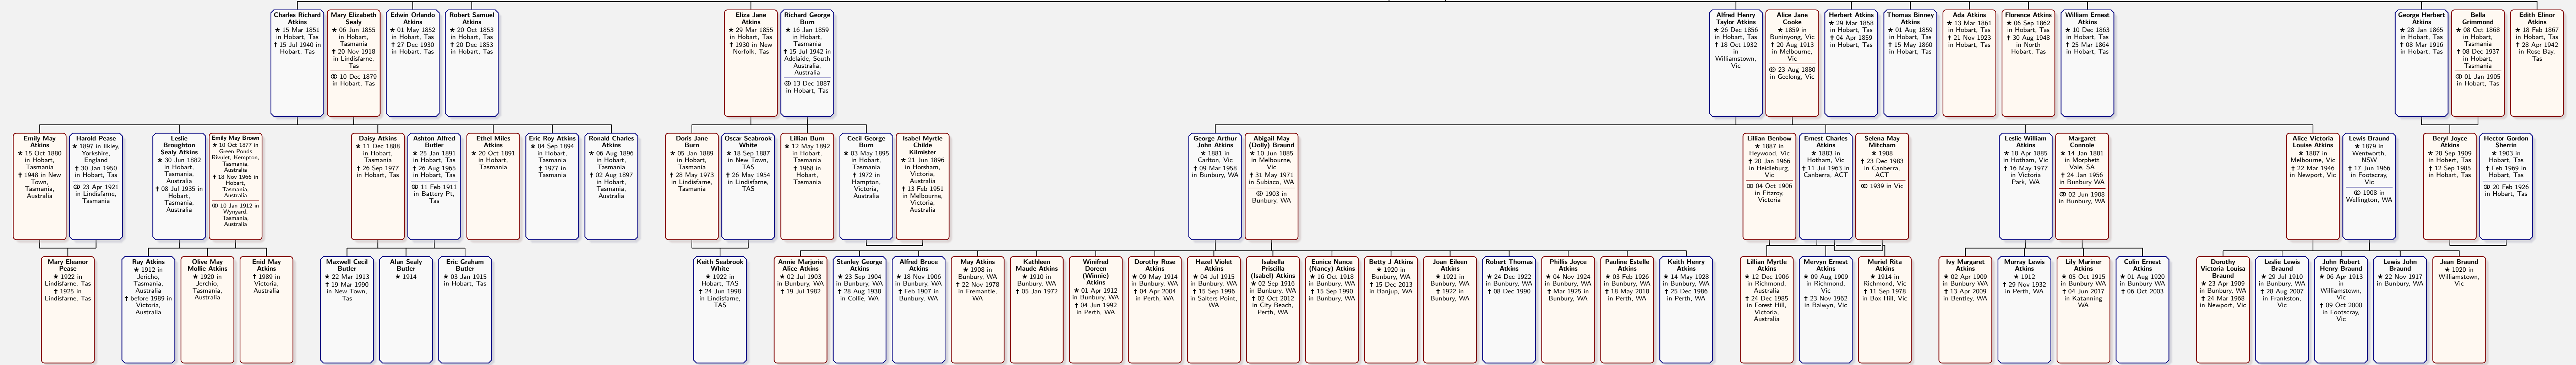 Charles Richard
Atkins
★ 15 Mar 1851
in Hobart, Tas
✝ 15 Jul 1940 in
Hobart, Tas
Mary Elizabeth
Sealy
★ 06 Jun 1855
in Hobart,
Tasmania
✝ 20 Nov 1918
in Lindisfarne,
Tas
⚭ 10 Dec 1879
in Hobart, Tas
Edwin Orlando
Atkins
★ 01 May 1852
in Hobart, Tas
✝ 27 Dec 1930
in Hobart, Tas
Robert Samuel
Atkins
★ 20 Oct 1853
in Hobart, Tas
✝ 20 Dec 1853
in Hobart, Tas
Eliza Jane
Atkins
★ 29 Mar 1855
in Hobart, Tas
✝ 1930 in New
Norfolk, Tas
Richard George
Burn
★ 16 Jan 1859
in Hobart,
Tasmania
✝ 15 Jul 1942 in
Adelaide, South
Australia,
Australia
⚭ 13 Dec 1887
in Hobart, Tas
Alfred Henry
Taylor Atkins
★ 26 Dec 1856
in Hobart, Tas
✝ 18 Oct 1932
in
Williamstown,
Vic
Alice Jane
Cooke
★ 1859 in
Buninyong, Vic
✝ 20 Aug 1913
in Melbourne,
Vic
⚭ 23 Aug 1880
in Geelong, Vic
Herbert Atkins
★ 29 Mar 1858
in Hobart, Tas
✝ 04 Apr 1859
in Hobart, Tas
Thomas Binney
Atkins
★ 01 Aug 1859
in Hobart, Tas
✝ 15 May 1860
in Hobart, Tas
Ada Atkins
★ 13 Mar 1861
in Hobart, Tas
✝ 21 Nov 1923
in Hobart, Tas
Florence Atkins
★ 06 Sep 1862
in Hobart, Tas
✝ 30 Aug 1948
in North
Hobart, Tas
William Ernest
Atkins
★ 10 Dec 1863
in Hobart, Tas
✝ 25 Mar 1864
in Hobart, Tas
George Herbert
Atkins
★ 28 Jan 1865
in Hobart, Tas
✝ 08 Mar 1916
in Hobart, Tas
Bella
Grimmond
★ 08 Oct 1868
in Hobart,
Tasmania
✝ 08 Dec 1937
in Hobart,
Tasmania
⚭ 01 Jan 1905
in Hobart, Tas
Edith Elinor
Atkins
★ 18 Feb 1867
in Hobart, Tas
✝ 28 Apr 1942
in Rose Bay,
Tas
Emily May
Atkins
★ 15 Oct 1880
in Hobart,
Tasmania
✝ 1948 in New
Town,
Tasmania,
Australia
Harold Pease
★ 1897 in Ilkley,
Yorkshire,
England
✝ 30 Jan 1950
in Hobart, Tas
⚭ 23 Apr 1921
in Lindisfarne,
Tasmania
Leslie
Broughton
Sealy Atkins
★ 30 Jun 1882
in Hobart,
Tasmania,
Australia
✝ 08 Jul 1935 in
Hobart,
Tasmania,
Australia
Emily May Brown
★ 10 Oct 1877 in
Green Ponds
Rivulet, Kempton,
Tasmania,
Australia
✝ 18 Nov 1966 in
Hobart,
Tasmania,
Australia
⚭ 10 Jan 1912 in
Wynyard,
Tasmania,
Australia
Daisy Atkins
★ 11 Dec 1888
in Hobart,
Tasmania
✝ 26 Sep 1977
in Hobart, Tas
Ashton Alfred
Butler
★ 25 Jan 1891
in Hobart, Tas
✝ 26 Aug 1965
in Hobart, Tas
⚭ 11 Feb 1911
in Battery Pt,
Tas
Ethel Miles
Atkins
★ 20 Oct 1891
in Hobart,
Tasmania
Eric Roy Atkins
★ 04 Sep 1894
in Hobart,
Tasmania
✝ 1977 in
Tasmania
Ronald Charles
Atkins
★ 06 Aug 1896
in Hobart, Tas
✝ 02 Aug 1897
in Hobart,
Tasmania,
Australia
Doris Jane
Burn
★ 05 Jan 1889
in Hobart,
Tasmania
✝ 28 May 1973
in Lindisfarne,
Tasmania
Oscar Seabrook
White
★ 18 Sep 1887
in New Town,
TAS
✝ 26 May 1954
in Lindisfarne,
TAS
Lillian Burn
★ 12 May 1892
in Hobart,
Tasmania
✝ 1968 in
Hobart,
Tasmania
Cecil George
Burn
★ 03 May 1895
in Hobart,
Tasmania
✝ 1972 in
Hampton,
Victoria,
Australia
Isabel Myrtle
Childe
Kilmister
★ 21 Jun 1896
in Horsham,
Victoria,
Australia
✝ 13 Feb 1951
in Melbourne,
Victoria,
Australia
George Arthur
John Atkins
★ 1881 in
Carlton, Vic
✝ 09 Mar 1958
in Bunbury, WA
Abigail May
(Dolly) Braund
★ 10 Jun 1885
in Melbourne,
Vic
✝ 31 May 1971
in Subiaco, WA
⚭ 1903 in
Bunbury, WA
Lillian Benbow
★ 1887 in
Heywood, Vic
✝ 20 Jan 1966
in Heidleburg,
Vic
⚭ 04 Oct 1906
in Fitzroy,
Victoria
Ernest Charles
Atkins
★ 1883 in
Hotham, Vic
✝ 11 Jul 1963 in
Canberra, ACT
Selena May
Mitcham
★ 1908
✝ 23 Dec 1983
in Canberra,
ACT
⚭ 1939 in Vic
Leslie William
Atkins
★ 18 Apr 1885
in Hotham, Vic
✝ 16 May 1977
in Victoria
Park, WA
Margaret
Connole
★ 14 Jan 1881
in Morphett
Vale, SA
✝ 24 Jan 1956
in Bunbury WA
⚭ 02 Jun 1908
in Bunbury, WA
Alice Victoria
Louise Atkins
★ 1887 in
Melbourne, Vic
✝ 22 Mar 1946
in Newport, Vic
Lewis Braund
★ 1879 in
Wentworth,
NSW
✝ 17 Jun 1966
in Footscray,
Vic
⚭ 1908 in
Wellington, WA
Beryl Joyce
Atkins
★ 28 Sep 1909
in Hobart, Tas
✝ 12 Sep 1985
in Hobart, Tas
Hector Gordon
Sherrin
★ 1903 in
Hobart, Tas
✝ Feb 1969 in
Hobart, Tas
⚭ 20 Feb 1926
in Hobart, Tas
Mary Eleanor
Pease
★ 1922 in
Lindisfarne, Tas
✝ 1925 in
Lindisfarne, Tas
Ray Atkins
★ 1912 in
Jericho,
Tasmania,
Australia
✝ before 1989 in
Victoria,
Australia
Olive May
Mollie Atkins
★ 1920 in
Jerchio,
Tasmania,
Australia
Enid May
Atkins
✝ 1989 in
Victoria,
Australia
Maxwell Cecil
Butler
★ 22 Mar 1913
✝ 19 Mar 1990
in New Town,
Tas
Alan Sealy
Butler
★ 1914
Eric Graham
Butler
★ 03 Jan 1915
in Hobart, Tas
Keith Seabrook
White
★ 1922 in
Hobart, TAS
✝ 24 Jun 1998
in Lindisfarne,
TAS
Annie Marjorie
Alice Atkins
★ 02 Jul 1903
in Bunbury, WA
✝ 19 Jul 1982
Stanley George
Atkins
★ 23 Sep 1904
in Bunbury, WA
✝ 28 Aug 1938
in Collie, WA
Alfred Bruce
Atkins
★ 18 Nov 1906
in Bunbury, WA
✝ Feb 1907 in
Bunbury, WA
May Atkins
★ 1908 in
Bunbury, WA
✝ 22 Nov 1978
in Fremantle,
WA
Kathleen
Maude Atkins
★ 1910 in
Bunbury, WA
✝ 05 Jan 1972
Winifred
Doreen
(Winnie)
Atkins
★ 01 Apr 1912
in Bunbury, WA
✝ 04 Jun 1992
in Perth, WA
Dorothy Rose
Atkins
★ 09 May 1914
in Bunbury, WA
✝ 04 Apr 2004
in Perth, WA
Hazel Violet
Atkins
★ 04 Jul 1915
in Bunbury, WA
✝ 15 Sep 1996
in Salters Point,
WA
Isabella
Priscilla
(Isabel) Atkins
★ 02 Sep 1916
in Bunbury, WA
✝ 02 Oct 2012
in City Beach,
Perth, WA
Eunice Nance
(Nancy) Atkins
★ 16 Oct 1918
in Bunbury, WA
✝ 15 Sep 1990
in Bunbury, WA
Betty J Atkins
★ 1920 in
Bunbury, WA
✝ 15 Dec 2013
in Banjup, WA
Joan Eileen
Atkins
★ 1921 in
Bunbury, WA
✝ 1922 in
Bunbury, WA
Robert Thomas
Atkins
★ 24 Dec 1922
in Bunbury, WA
✝ 08 Dec 1990
Phillis Joyce
Atkins
★ 04 Nov 1924
in Bunbury, WA
✝ Mar 1925 in
Bunbury, WA
Pauline Estelle
Atkins
★ 03 Feb 1926
in Bunbury, WA
✝ 18 May 2018
in Perth, WA
Keith Henry
Atkins
★ 14 May 1928
in Bunbury, WA
✝ 25 Dec 1986
in Perth, WA
Lillian Myrtle
Atkins
★ 12 Dec 1906
in Richmond,
Australia
✝ 24 Dec 1985
in Forest Hill,
Victoria,
Australia
Mervyn Ernest
Atkins
★ 09 Aug 1909
in Richmond,
Vic
✝ 23 Nov 1962
in Balwyn, Vic
Muriel Rita
Atkins
★ 1914 in
Richmond, Vic
✝ 11 Sep 1978
in Box Hill, Vic
Ivy Margaret
Atkins
★ 02 Apr 1909
in Bunbury WA
✝ 13 Apr 2009
in Bentley, WA
Murray Lewis
Atkins
★ 1912
✝ 29 Nov 1932
in Perth, WA
Lily Mariner
Atkins
★ 05 Oct 1915
in Bunbury, WA
✝ 04 Jun 2017
in Katanning
WA
Colin Ernest
Atkins
★ 01 Aug 1920
in Bunbury, WA
✝ 06 Oct 2003
Dorothy
Victoria Louisa
Braund
★ 23 Apr 1909
in Bunbury, WA
✝ 24 Mar 1968
in Newport, Vic
Leslie Lewis
Braund
★ 29 Jul 1910
in Bunbury, WA
✝ 28 Aug 2007
in Frankston,
Vic
John Robert
Henry Braund
★ 06 Apr 1913
in
Williamstown,
Vic
✝ 09 Oct 2000
in Footscray,
Vic
Lewis John
Braund
★ 22 Nov 1917
in Bunbury, WA
Jean Braund
★ 1920 in
Williamstown,
Vic